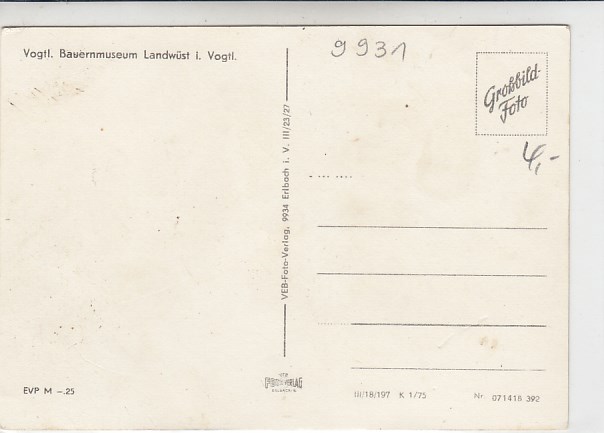 Vogtl. Bauernmuseum Landwüst i. Vogtl.
9931
Großbild-
Foto
4,-
VEB-Foto-Verlag, 9934 Erlbach i. V. III/23/27
EVP M –.25
VERLAG
III/18/197 K 1/75
Nr. 071418 392